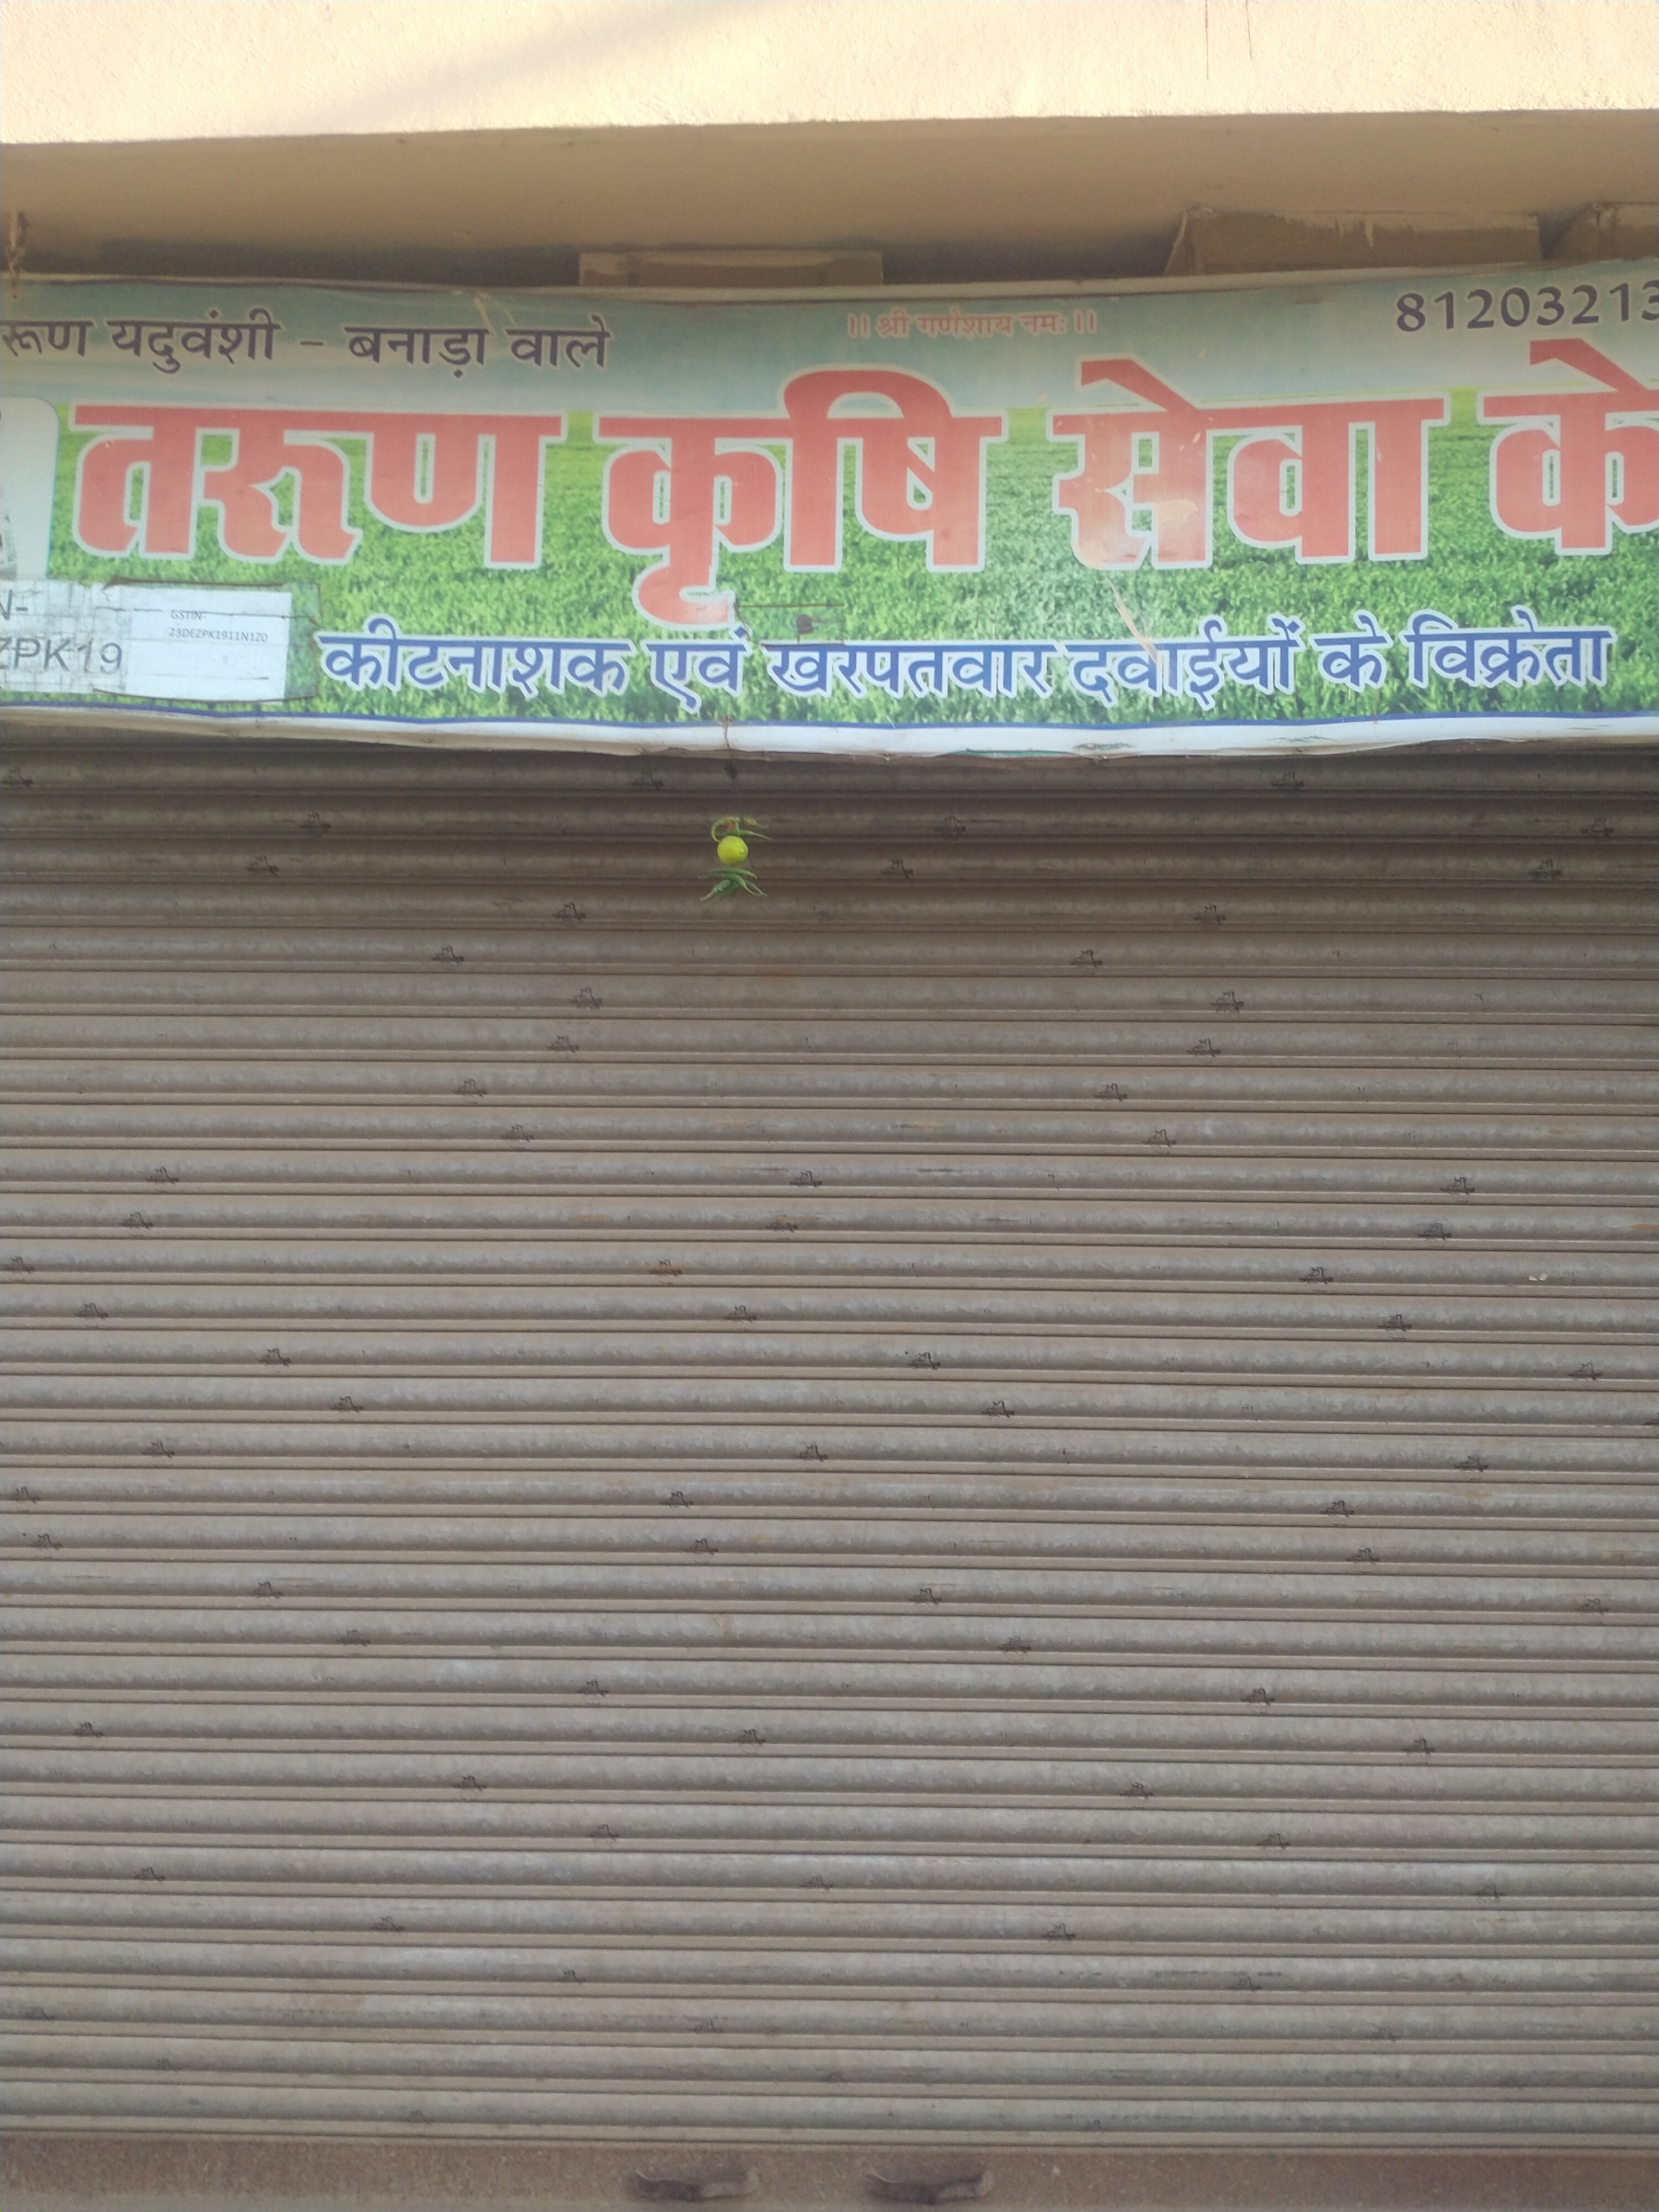 रूण यदुवंशी - बनाड़ा वाले
॥ श्री गणेशाय नमः ॥
81203213
तरूण कृषि सेवा के
N-
ZPK19
GSTIN-
23DEZPK1911N1Z0
कीटनाशक एवं खरपतवार दवाईयों के विक्रेता